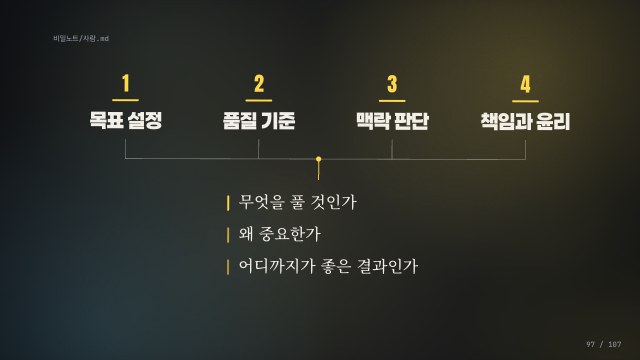 비밀노트/사람.md
1
목표 설정
2
품질 기준
3
맥락 판단
4
책임과 윤리
무엇을 풀 것인가
왜 중요한가
어디까지가 좋은 결과인가
97 / 107